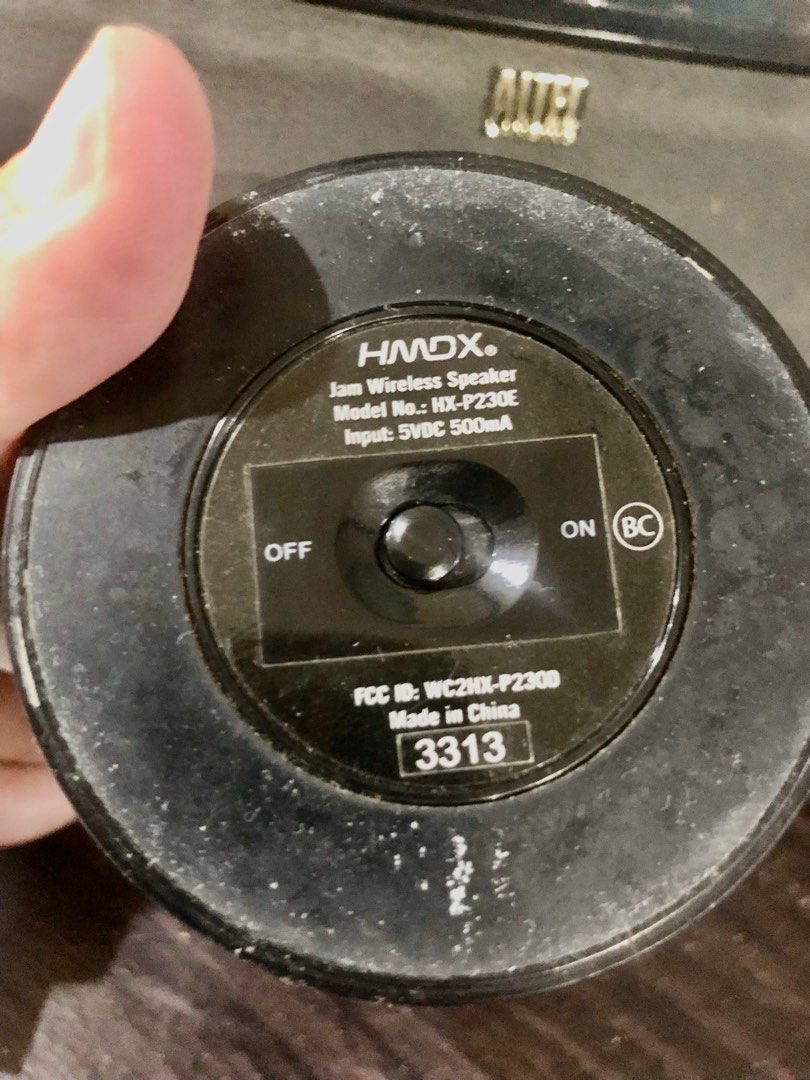 ALTEC
HMDX®
Jam Wireless Speaker
Model No.: HX-P230E
Input: 5VDC 500mA
OFF
ON
BC
FCC ID: WC2HX-P230D
Made in China
3313